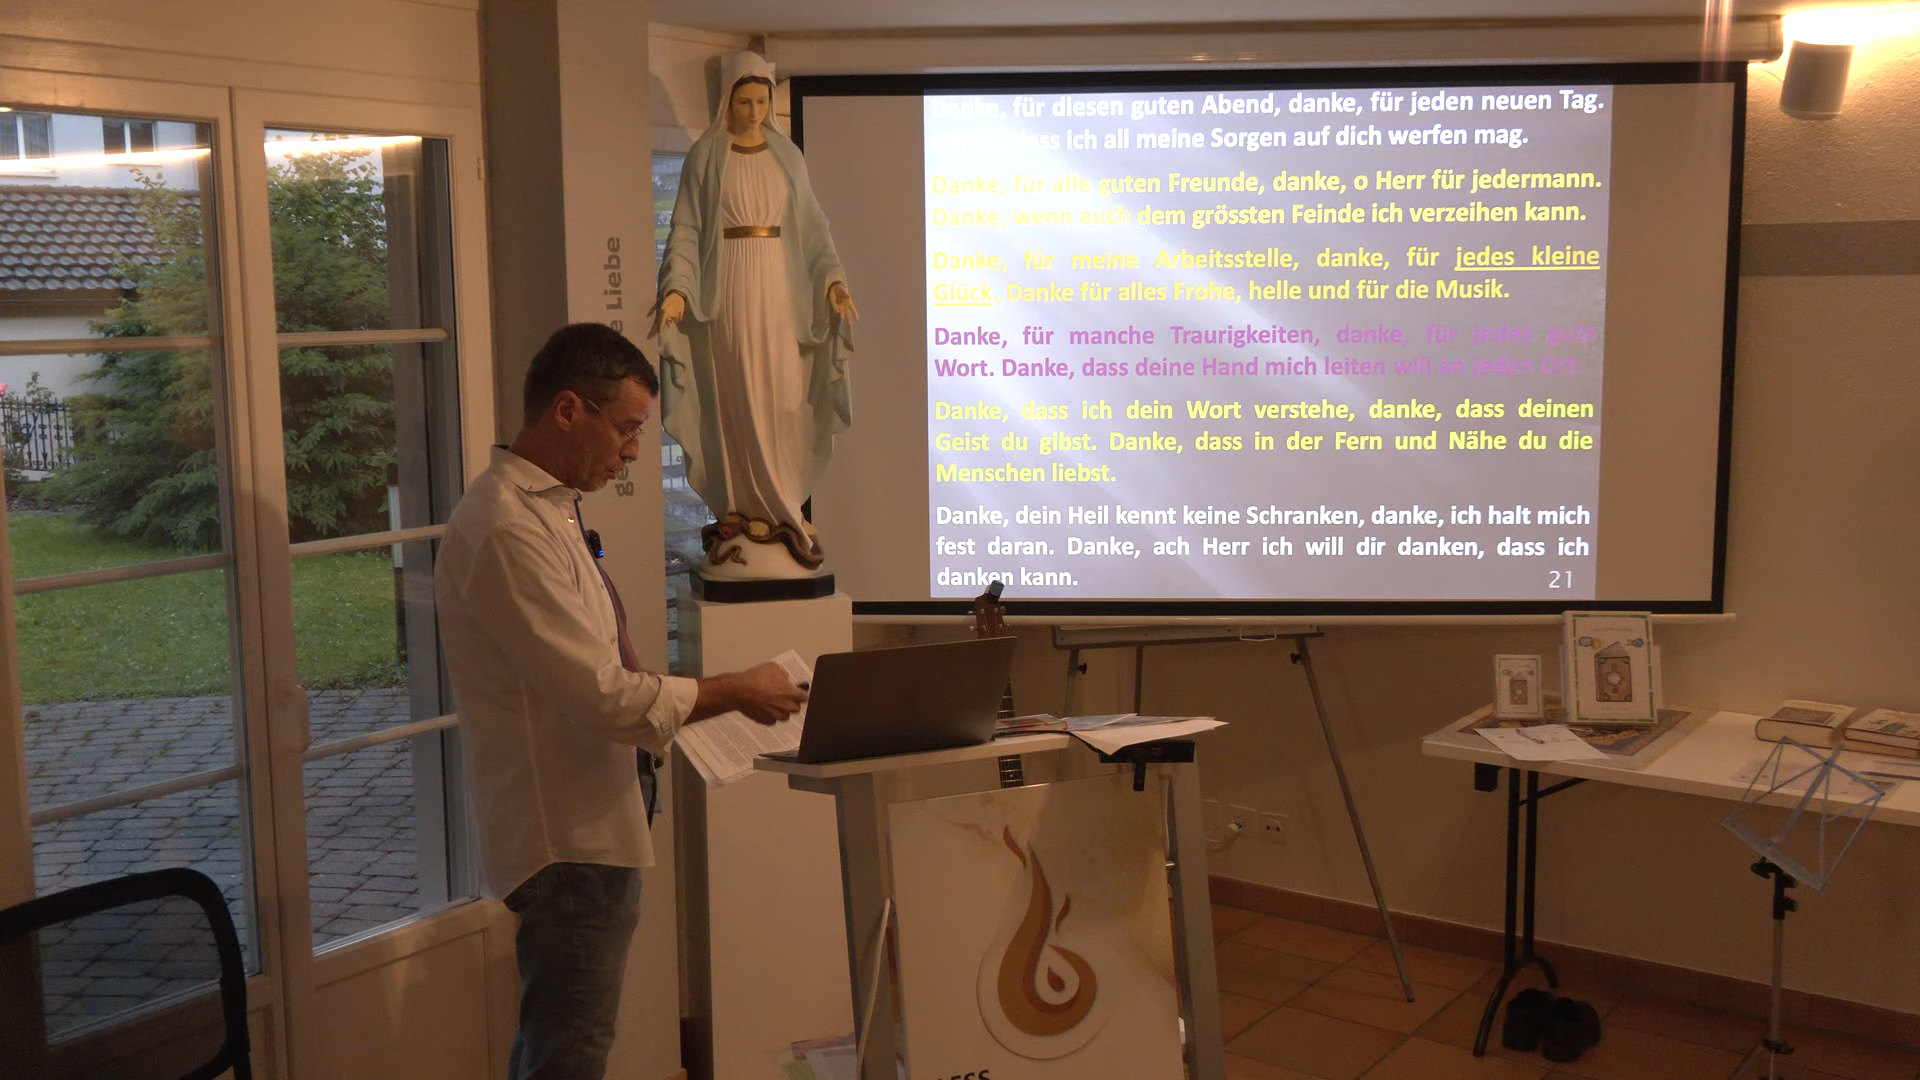 Danke, für diesen guten Abend, danke, für jeden neuen Tag.
dass ich all meine Sorgen auf dich werfen mag.
Danke, für alle guten Freunde, danke, o Herr für jedermann.
Danke, wenn auch dem grössten Feinde ich verzeihen kann.
Danke, für meine Arbeitsstelle, danke, für jedes kleine
Glück. Danke für alles Frohe, helle und für die Musik.
Danke, für manche Traurigkeiten, danke, für jedes gute
Wort. Danke, dass deine Hand mich leiten will an jeden Ort.
Danke, dass ich dein Wort verstehe, danke, dass deinen
Geist du gibst. Danke, dass in der Fern und Nähe du die
Menschen liebst.
Danke, dein Heil kennt keine Schranken, danke, ich halt mich
fest daran. Danke, ach Herr ich will dir danken, dass ich
danken kann.
21
Liebe